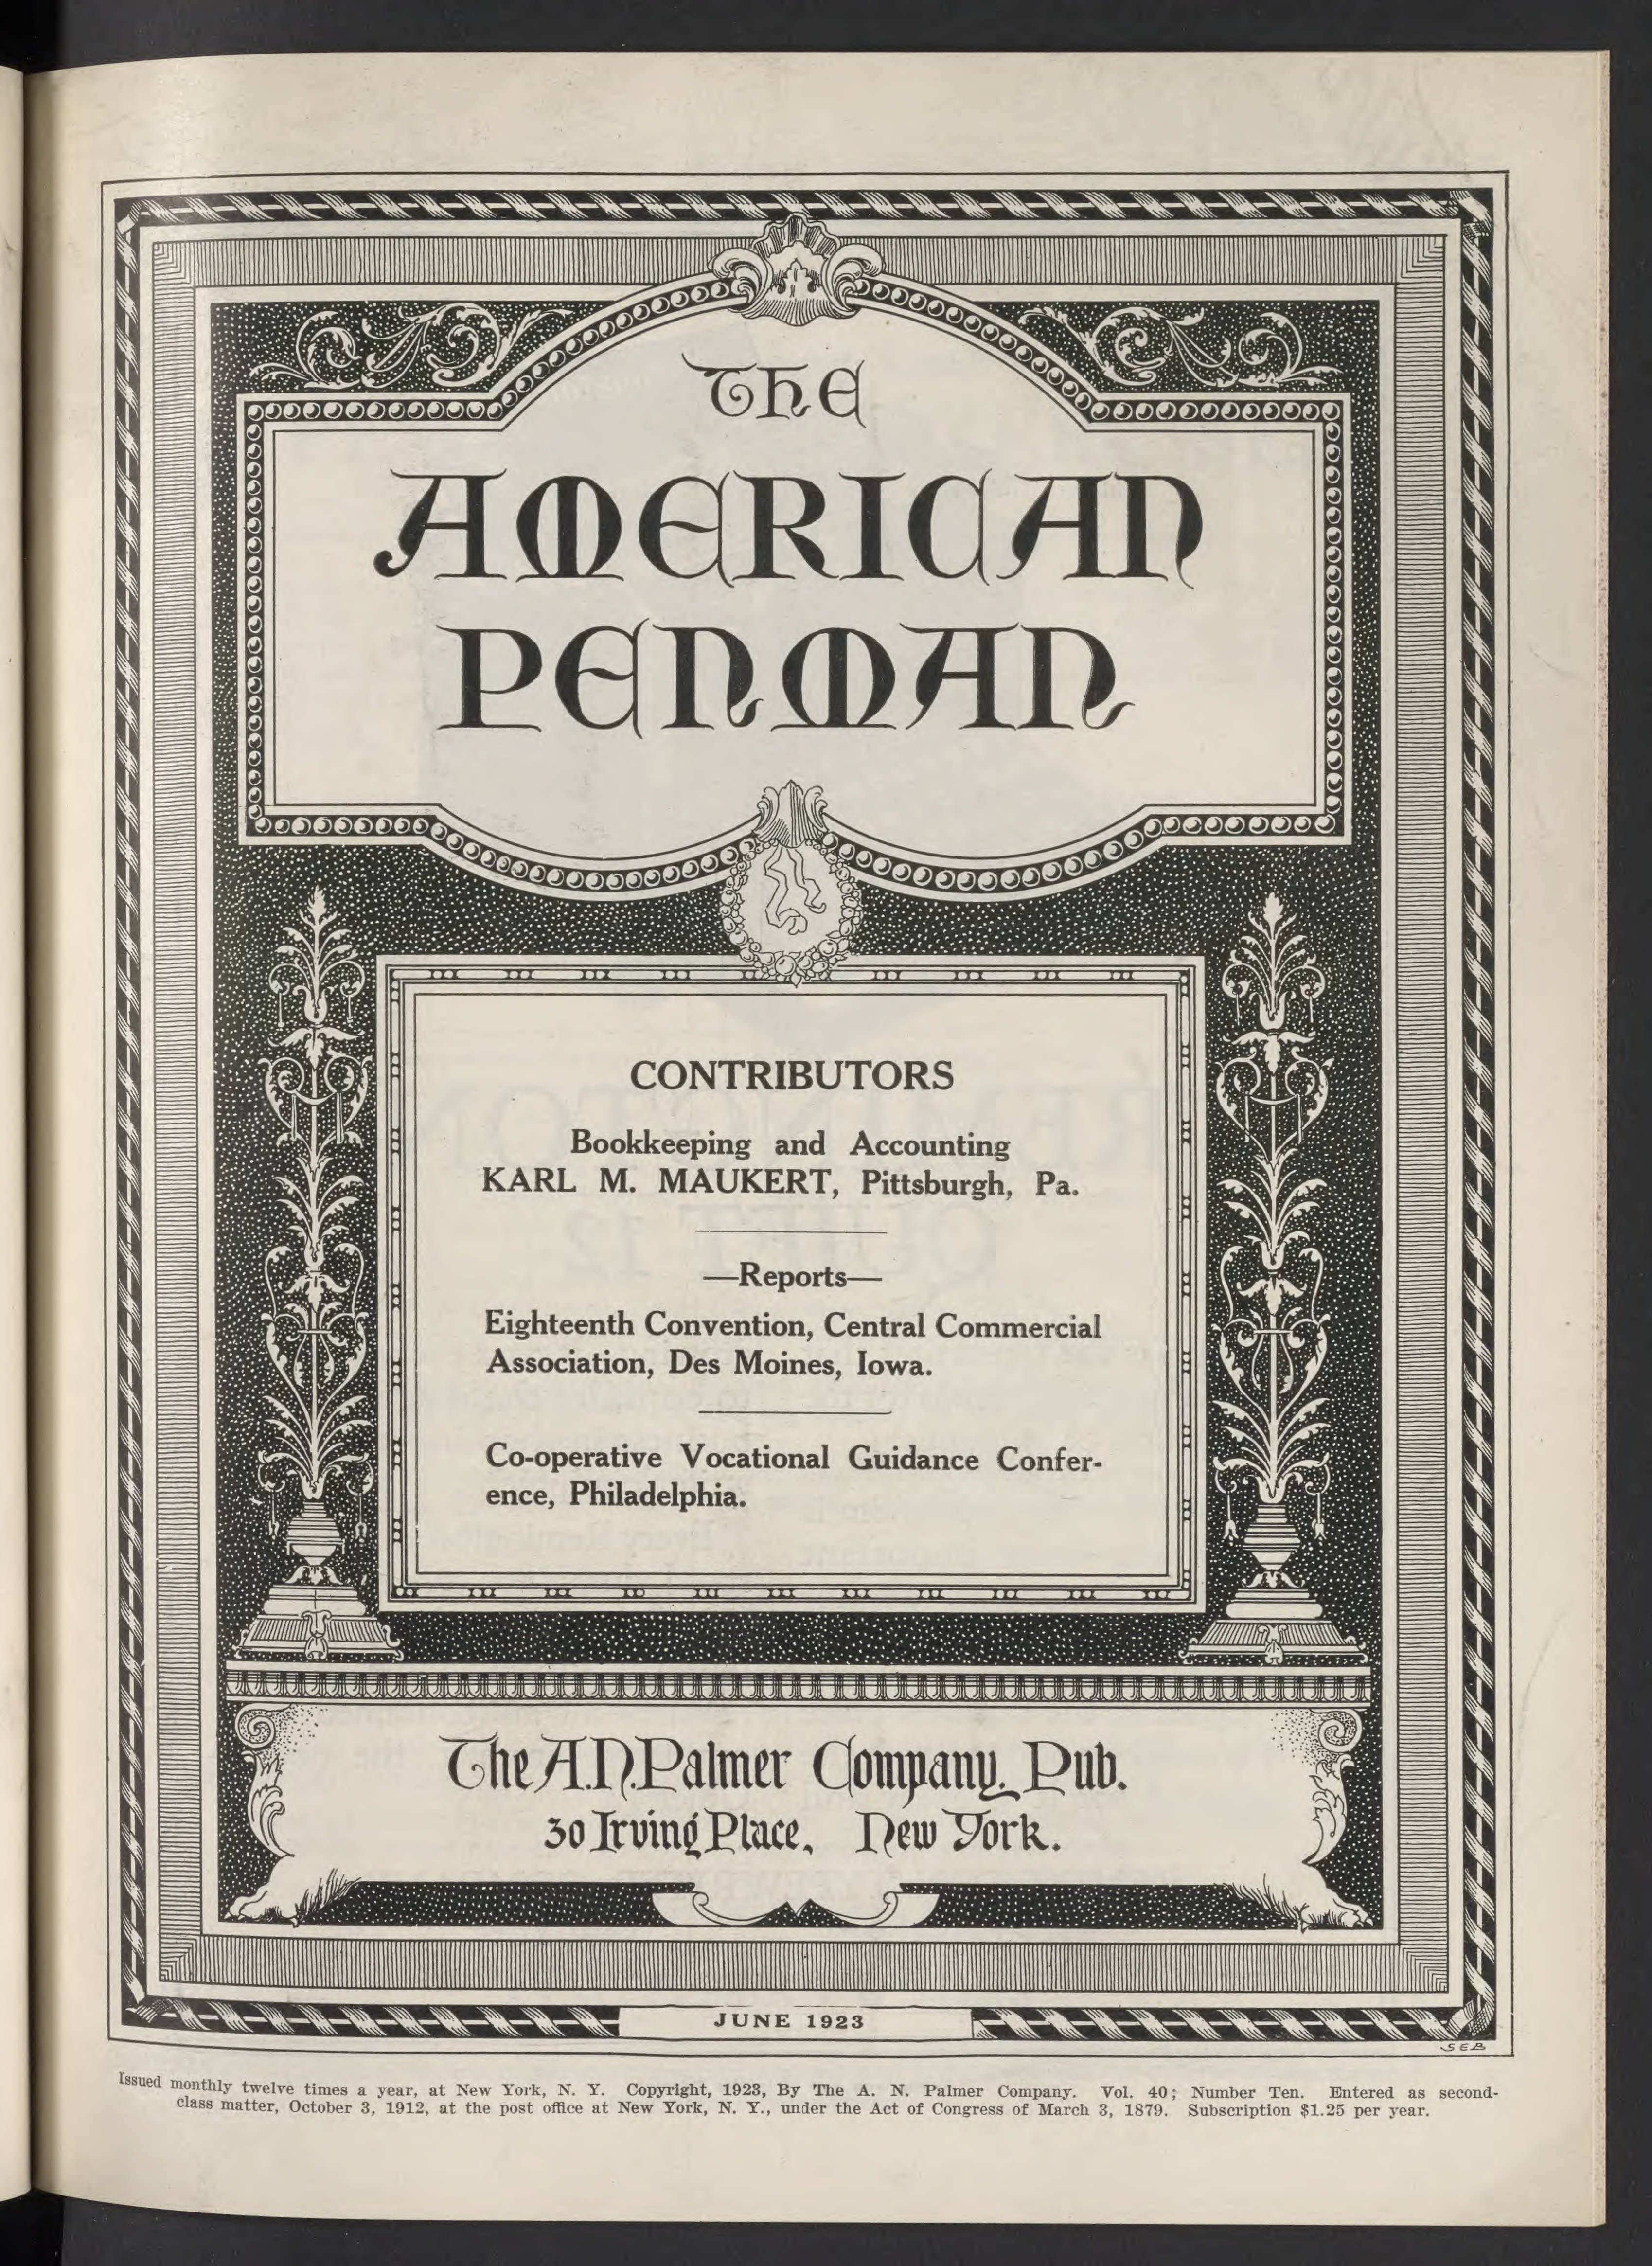 THE
AMERICAN
PENMAN
CONTRIBUTORS
Bookkeeping and Accounting
KARL M. MAUKERT, Pittsburgh, Pa.
—Reports—
Eighteenth Convention, Central Commercial
Association, Des Moines, Iowa.
Co-operative Vocational Guidance Confer-
ence, Philadelphia.
The A.N. Palmer Company. Pub.
30 Irving Place, New York.
JUNE 1923
SEB
Issued monthly twelve times a year, at New York, N. Y. Copyright, 1923, By The A. N. Palmer Company. Vol. 40; Number Ten. Entered as second-
class matter, October 3, 1912, at the post office at New York, N. Y., under the Act of Congress of March 3, 1879. Subscription $1.25 per year.